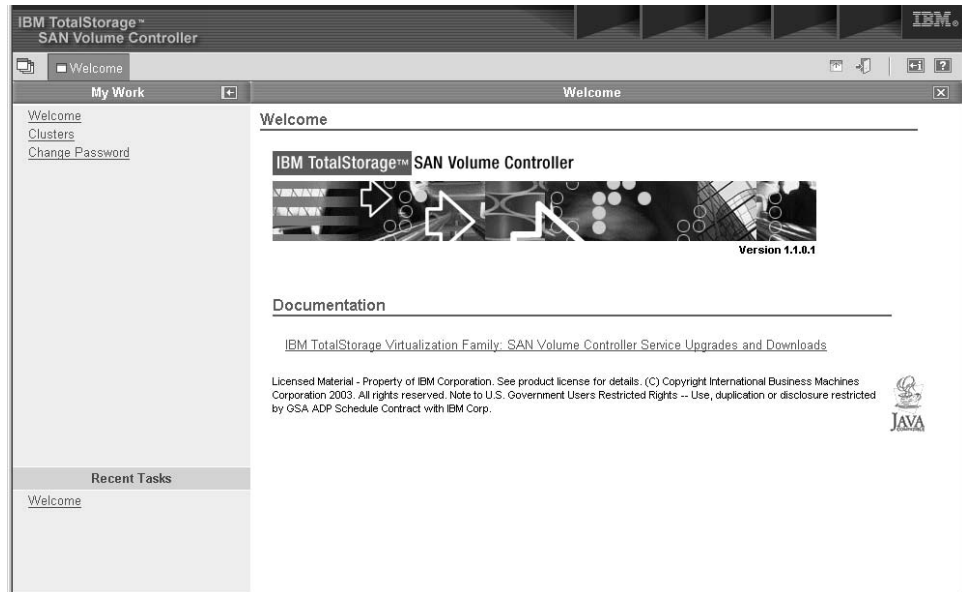 IBM TotalStorage™
SAN Volume Controller
IBM®
Welcome
My Work
Welcome
Welcome
Clusters
Change Password
Welcome
IBM TotalStorage™ SAN Volume Controller
Version 1.1.0.1
Documentation
IBM TotalStorage Virtualization Family: SAN Volume Controller Service Upgrades and Downloads
Licensed Material - Property of IBM Corporation. See product license for details. (C) Copyright International Business Machines
Corporation 2003. All rights reserved. Note to U.S. Government Users Restricted Rights -- Use, duplication or disclosure restricted
by GSA ADP Schedule Contract with IBM Corp.
JAVA
Recent Tasks
Welcome